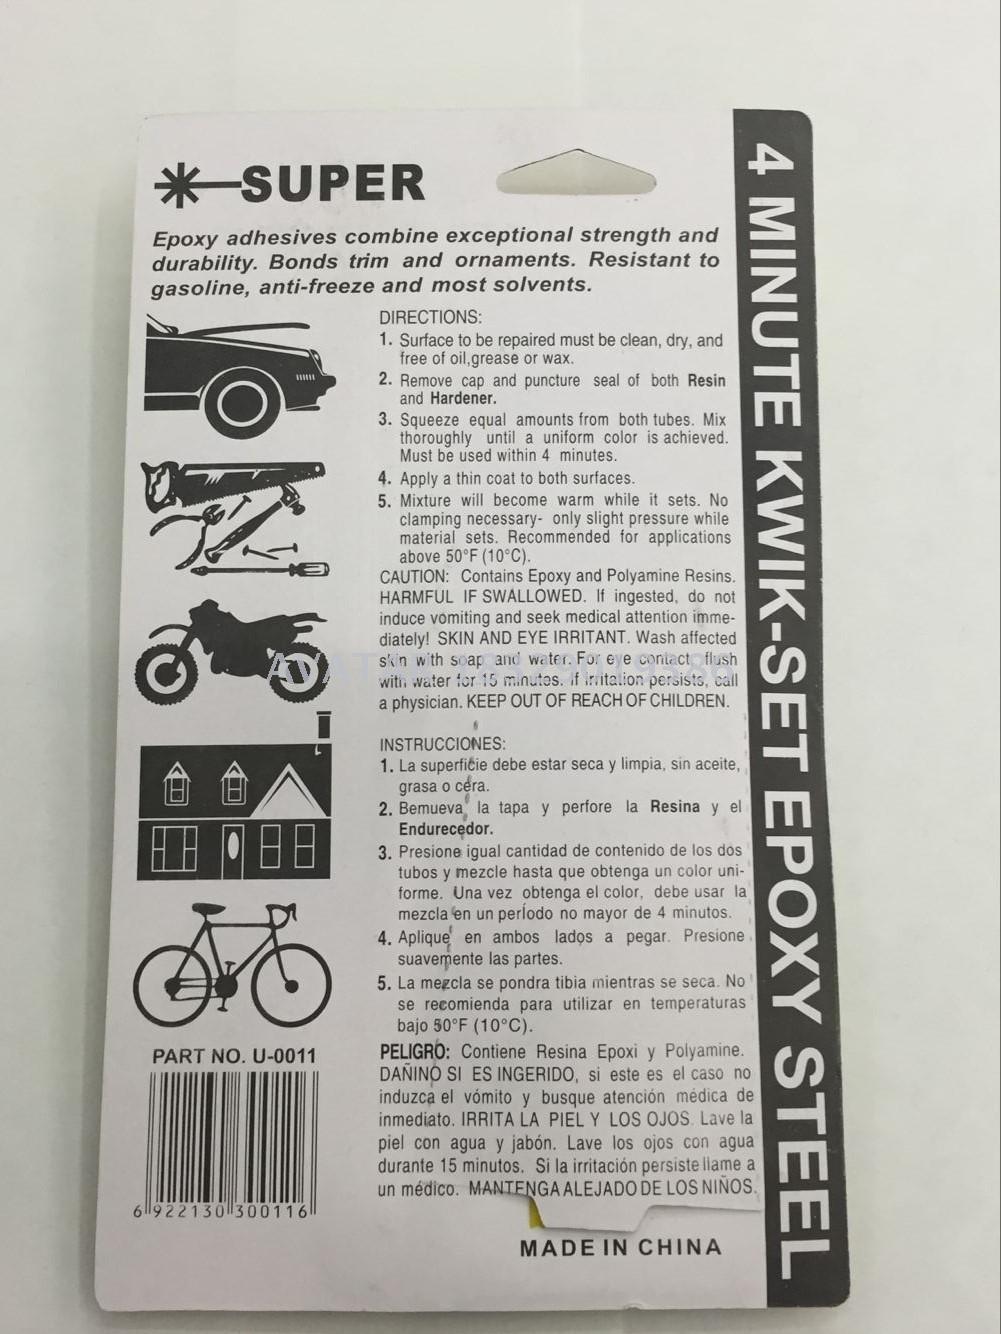 SUPER
Epoxy adhesives combine exceptional strength and
durability. Bonds trim and ornaments. Resistant to
gasoline, anti-freeze and most solvents.
DIRECTIONS:
1. Surface to be repaired must be clean, dry, and
free of oil,grease or wax.
2. Remove cap and puncture seal of both Resin
and Hardener.
3. Squeeze equal amounts from both tubes. Mix
thoroughly until a uniform color is achieved.
Must be used within 4 minutes.
4. Apply a thin coat to both surfaces.
5. Mixture will become warm while it sets. No
clamping necessary- only slight pressure while
material sets. Recommended for applications
above 50°F (10°C).
CAUTION: Contains Epoxy and Polyamine Resins.
HARMFUL IF SWALLOWED. If ingested, do not
induce vomiting and seek medical attention imme-
diately! SKIN AND EYE IRRITANT. Wash affected
skin with soap and water. For eye contact, flush
with water for 15 minutes. If irritation persists, call
a physician. KEEP OUT OF REACH OF CHILDREN.
INSTRUCCIONES:
1. La superficie debe estar seca y limpia, sin aceite,
grasa o cera.
2. Bemueva la tapa y perfore la Resina y el
Endurecedor.
3. Presione igual cantidad de contenido de los dos
tubos y mezcle hasta que obtenga un color uni-
forme. Una vez obtenga el color, debe usar la
mezcla en un período no mayor de 4 minutos.
4. Aplique en ambos lados a pegar. Presione
suavemente las partes.
5. La mezcla se pondra tibia mientras se seca. No
se recomienda para utilizar en temperaturas
bajo 50°F (10°C).
PELIGRO: Contiene Resina Epoxi y Polyamine.
DAÑINO SI ES INGERIDO, si este es el caso no
induzca el vómito y busque atención médica de
inmediato. IRRITA LA PIEL Y LOS OJOS. Lave la
piel con agua y jabón. Lave los ojos con agua
durante 15 minutos. Si la irritación persiste llame a
un médico. MANTENGA ALEJADO DE LOS NIÑOS.
PART NO. U-0011
6 922130 300116
MADE IN CHINA
4 MINUTE KWIK-SET EPOXY STEEL